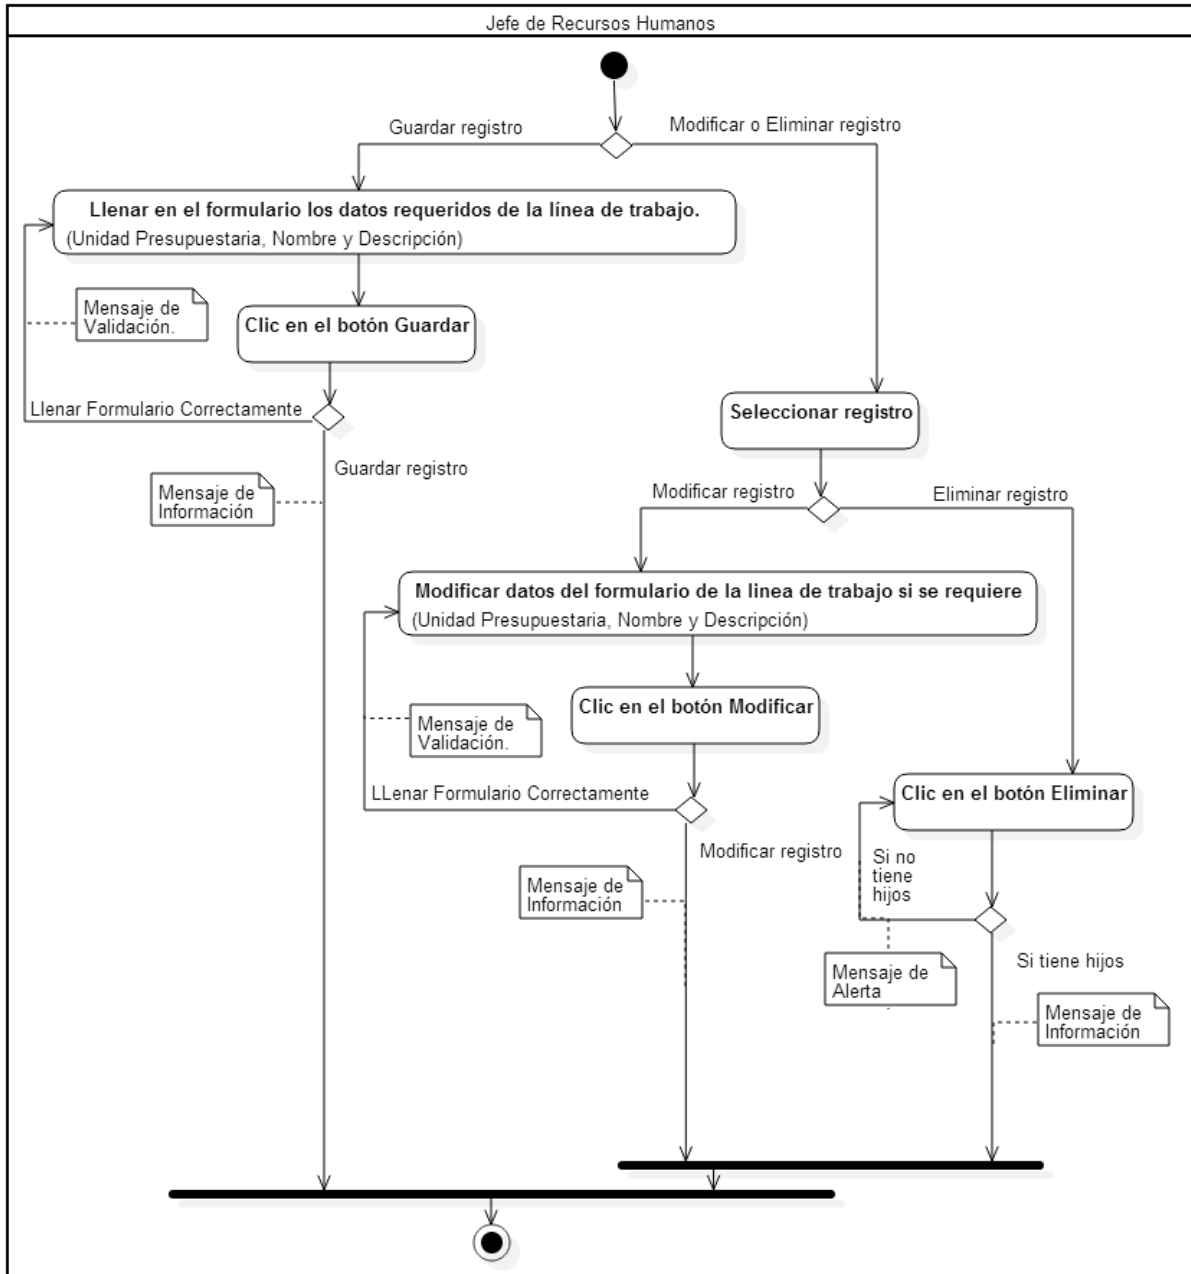 Jefe de Recursos Humanos
Guardar registro
Modificar o Eliminar registro
Llenar en el formulario los datos requeridos de la línea de trabajo.
(Unidad Presupuestaria, Nombre y Descripción)
Mensaje de
Validación.
Clic en el botón Guardar
Llenar Formulario Correctamente
Seleccionar registro
Guardar registro
Mensaje de
Información
Modificar registro
Eliminar registro
Modificar datos del formulario de la linea de trabajo si se requiere
(Unidad Presupuestaria, Nombre y Descripción)
Clic en el botón Modificar
Mensaje de
Validación.
LLenar Formulario Correctamente
Clic en el botón Eliminar
Modificar registro
Si no
tiene
hijos
Mensaje de
Información
Si tiene hijos
Mensaje de
Alerta
Mensaje de
Información